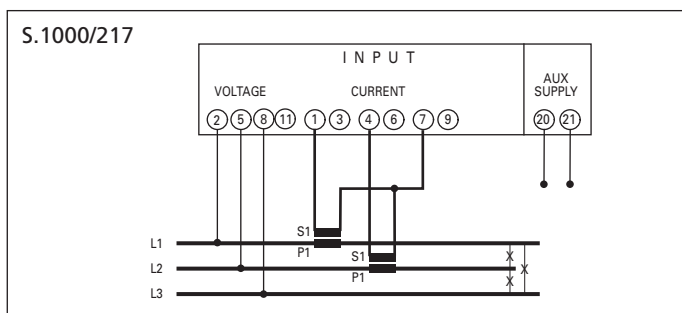 S.1000/217
INPUT
AUX
SUPPLY
VOLTAGE CURRENT
2 5 8 11 1 3 4 6 7 9 20 21
S1
L1
P1
S1
L2
P1
L3
X
X
X